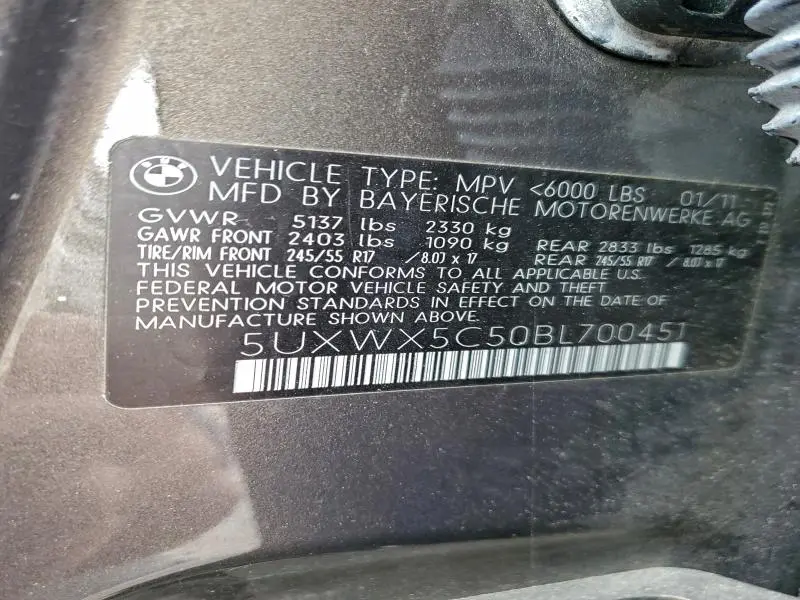 BMW
VEHICLE TYPE: MPV <6000 LBS 01/11
MFD BY BAYERISCHE MOTORENWERKE AG
GVWR 5137 lbs 2330 kg
GAWR FRONT 2403 lbs 1090 kg REAR 2833 lbs 1285 kg
TIRE/RIM FRONT 245/55 R17 /8.0J x 17 REAR 245/55 R17 /8.0J x 17
THIS VEHICLE CONFORMS TO ALL APPLICABLE U.S.
FEDERAL MOTOR VEHICLE SAFETY AND THEFT
PREVENTION STANDARDS IN EFFECT ON THE DATE OF
MANUFACTURE SHOWN ABOVE.
5UXWX5C50BL700451